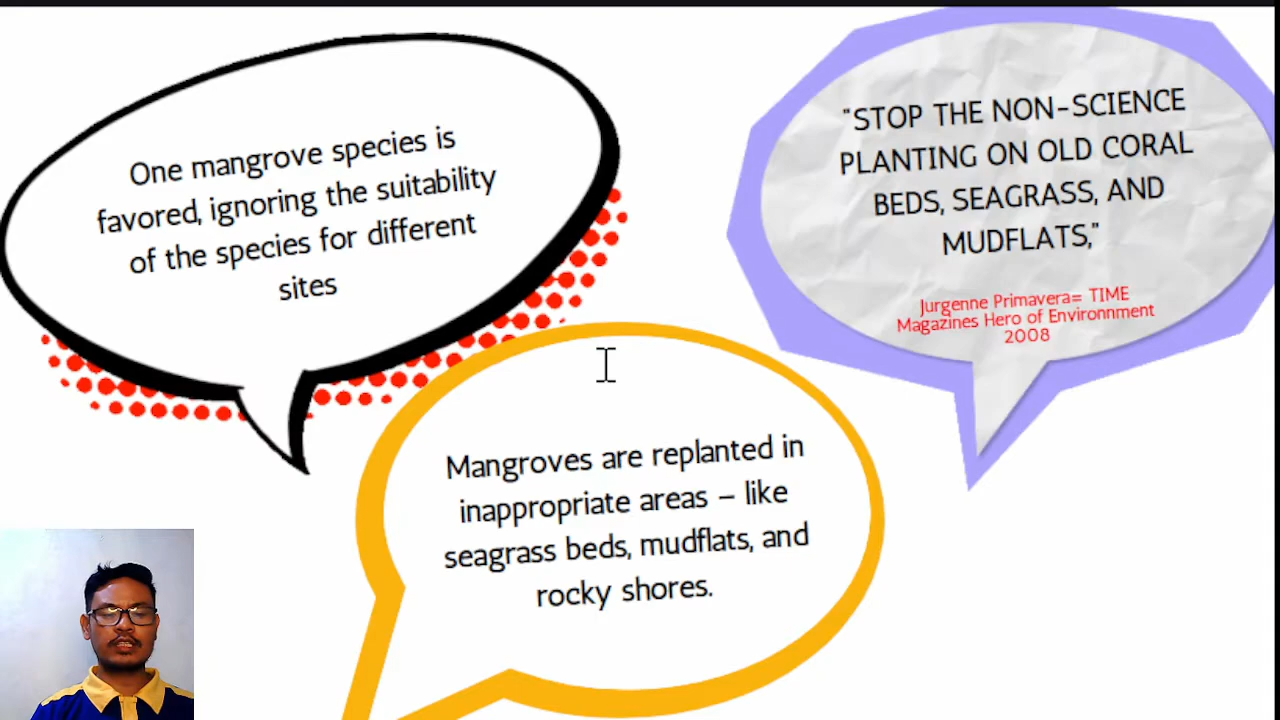 One mangrove species is
favored, ignoring the suitability
of the species for different
sites
"STOP THE NON-SCIENCE
PLANTING ON OLD CORAL
BEDS, SEAGRASS, AND
MUDFLATS,"
Jurgenne Primavera= TIME
Magazines Hero of Environnment
2008
Mangroves are replanted in
inappropriate areas – like
seagrass beds, mudflats, and
rocky shores.